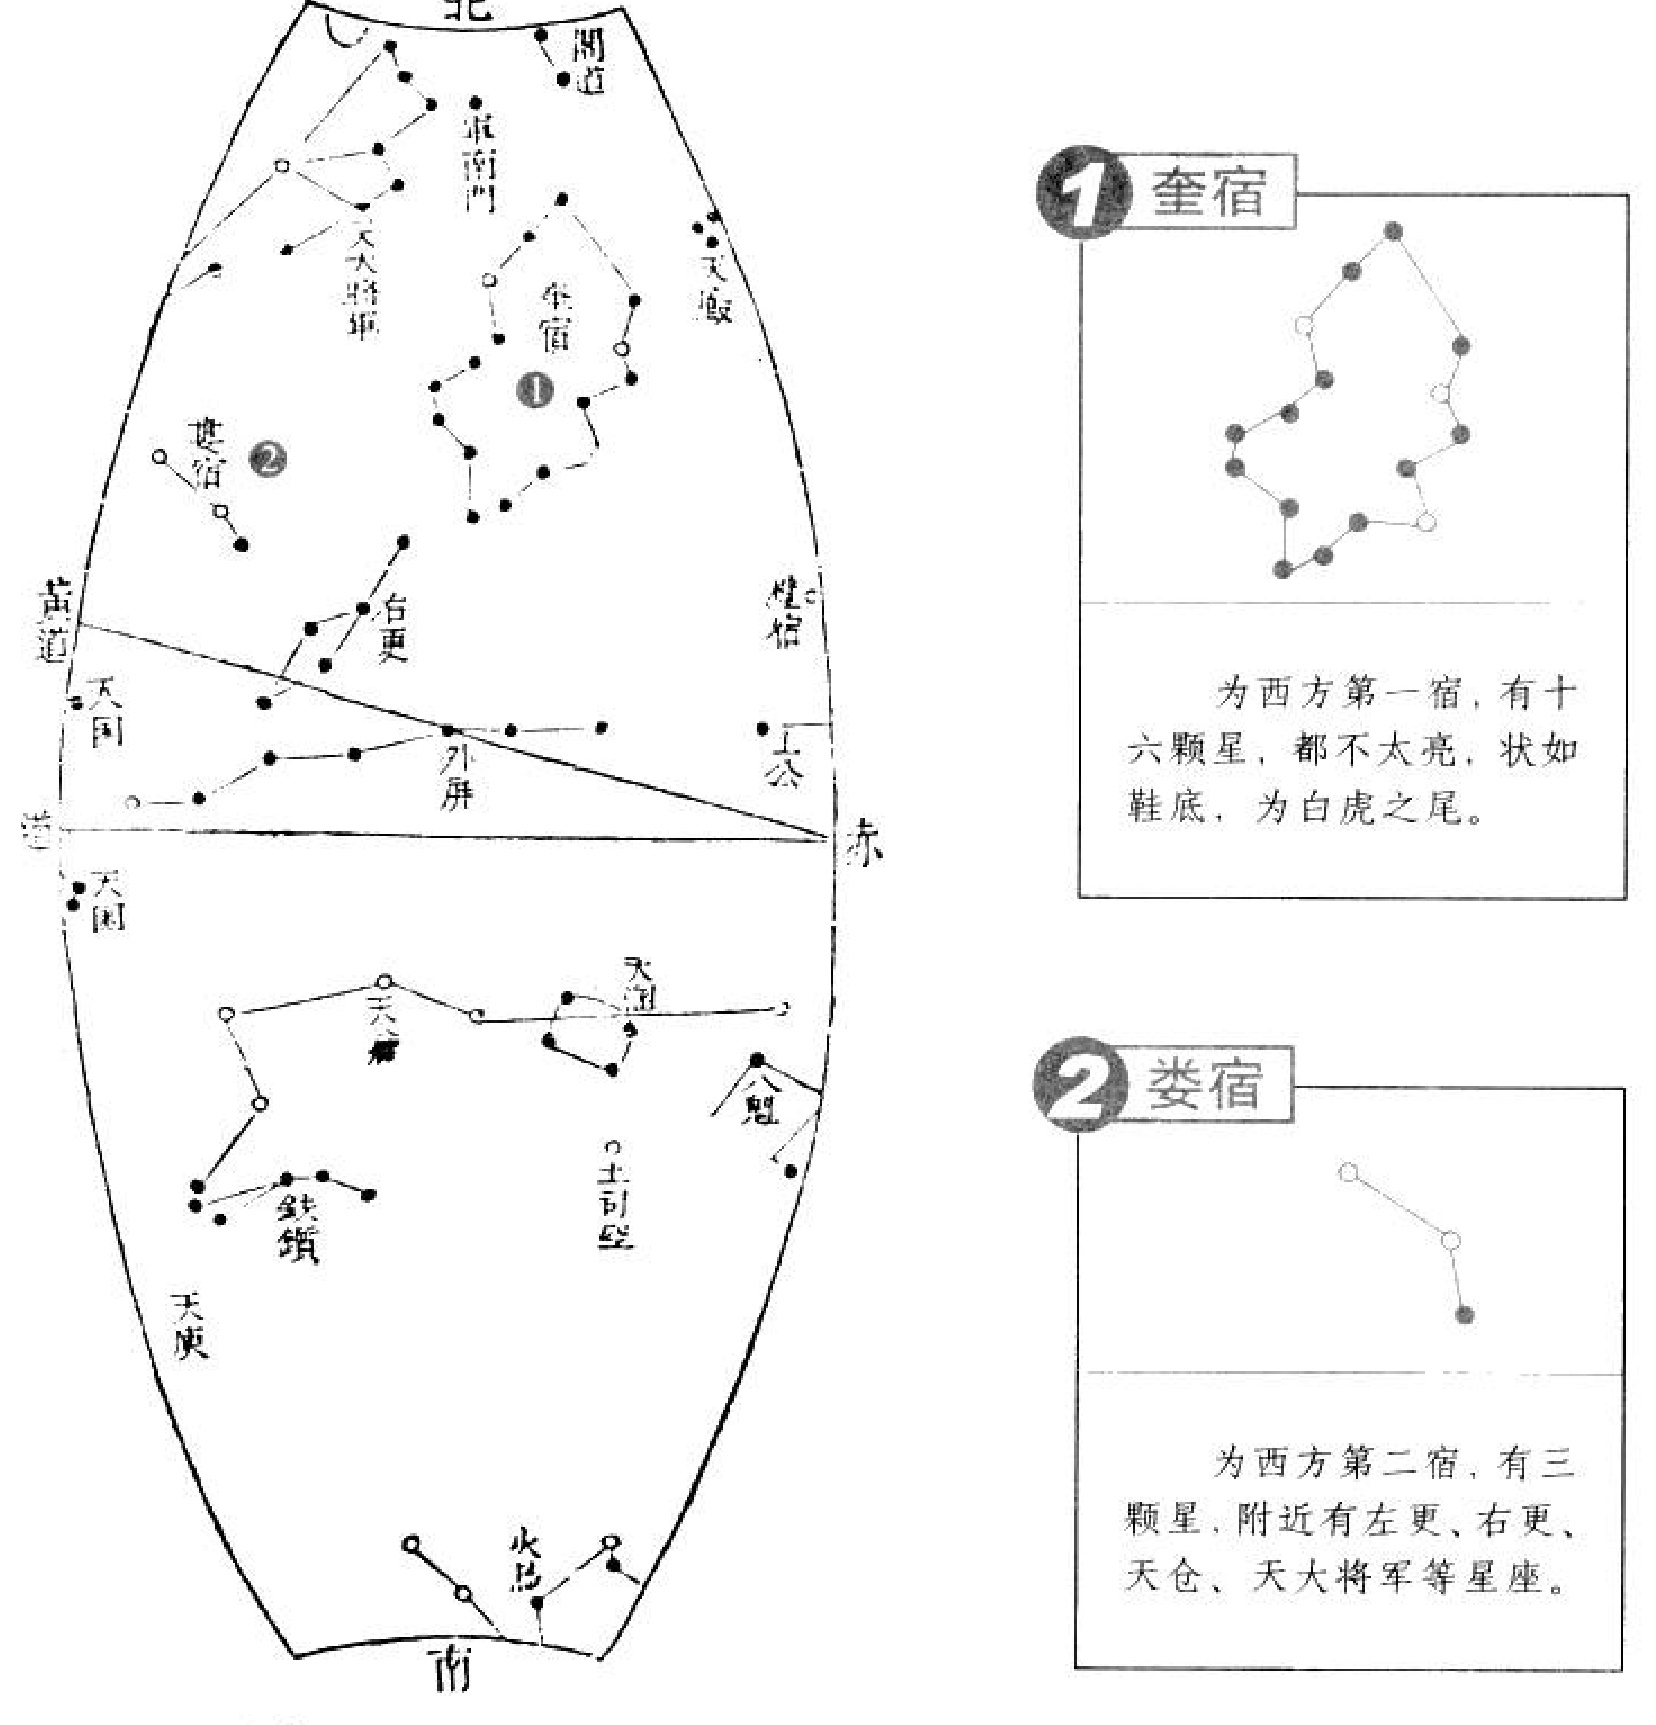 北
閣道
軍南門
天大將軍
奎宿
1
天廄
婁宿
2
黃道
右更
壁宿
天囷
外屏
土公
道
赤
天囷
天倉
天溷
八魁
土司空
鈇鑕
天庾
火鳥
南
1 奎宿
为西方第一宿，有十
六颗星，都不太亮，状如
鞋底，为白虎之尾。
2 娄宿
为西方第二宿，有三
颗星，附近有左更、右更、
天仓、天大将军等星座。